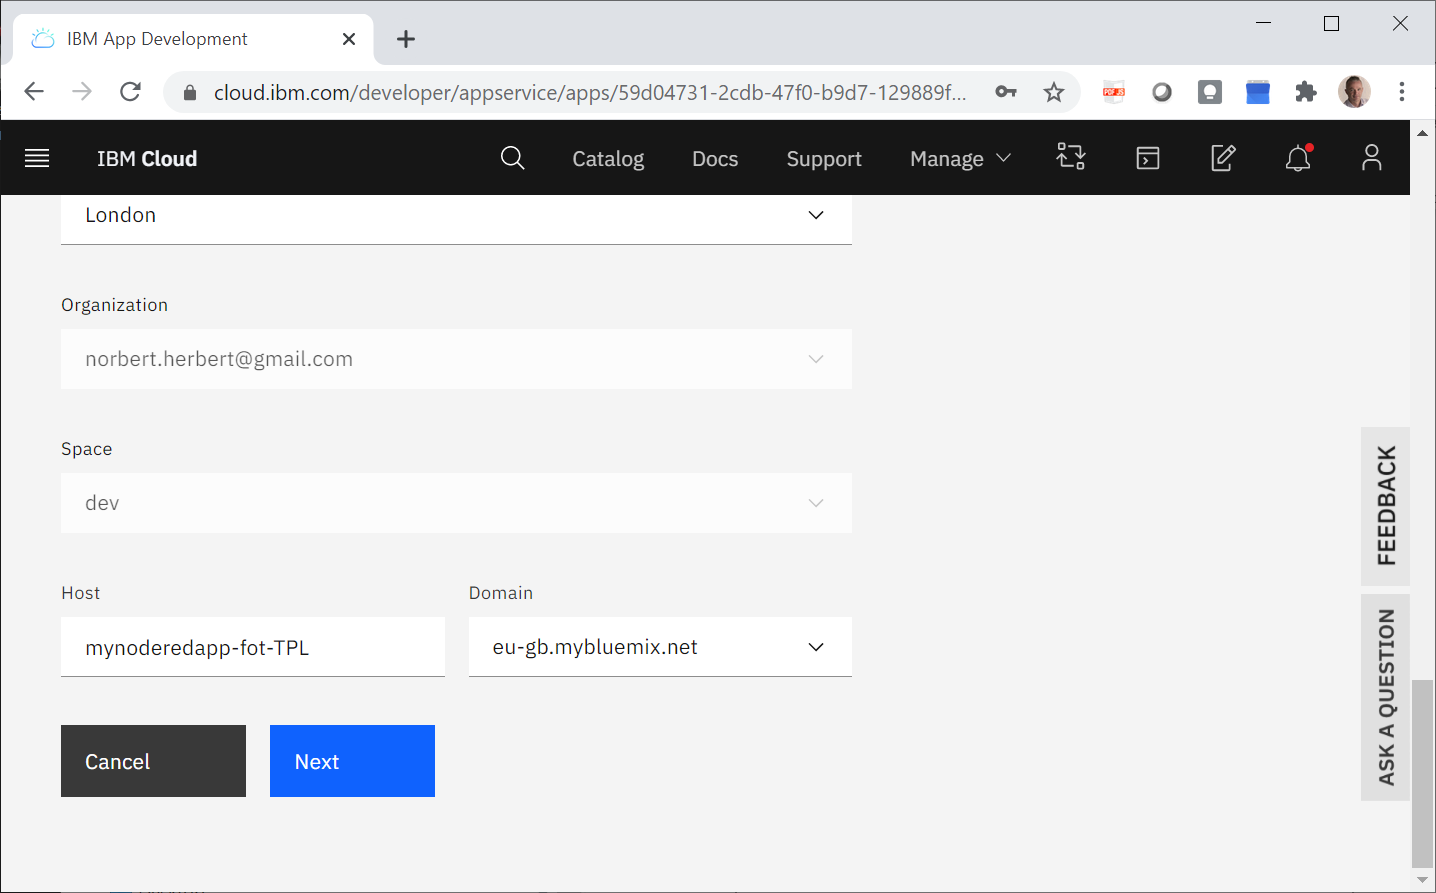 IBM App Development
cloud.ibm.com/developer/appservice/apps/59d04731-2cdb-47f0-b9d7-129889f...
PDF JS
IBM Cloud
Catalog
Docs
Support
Manage
London
Organization
norbert.herbert@gmail.com
Space
dev
Host
Domain
mynoderedapp-fot-TPL
eu-gb.mybluemix.net
Cancel
Next
FEEDBACK
ASK A QUESTION